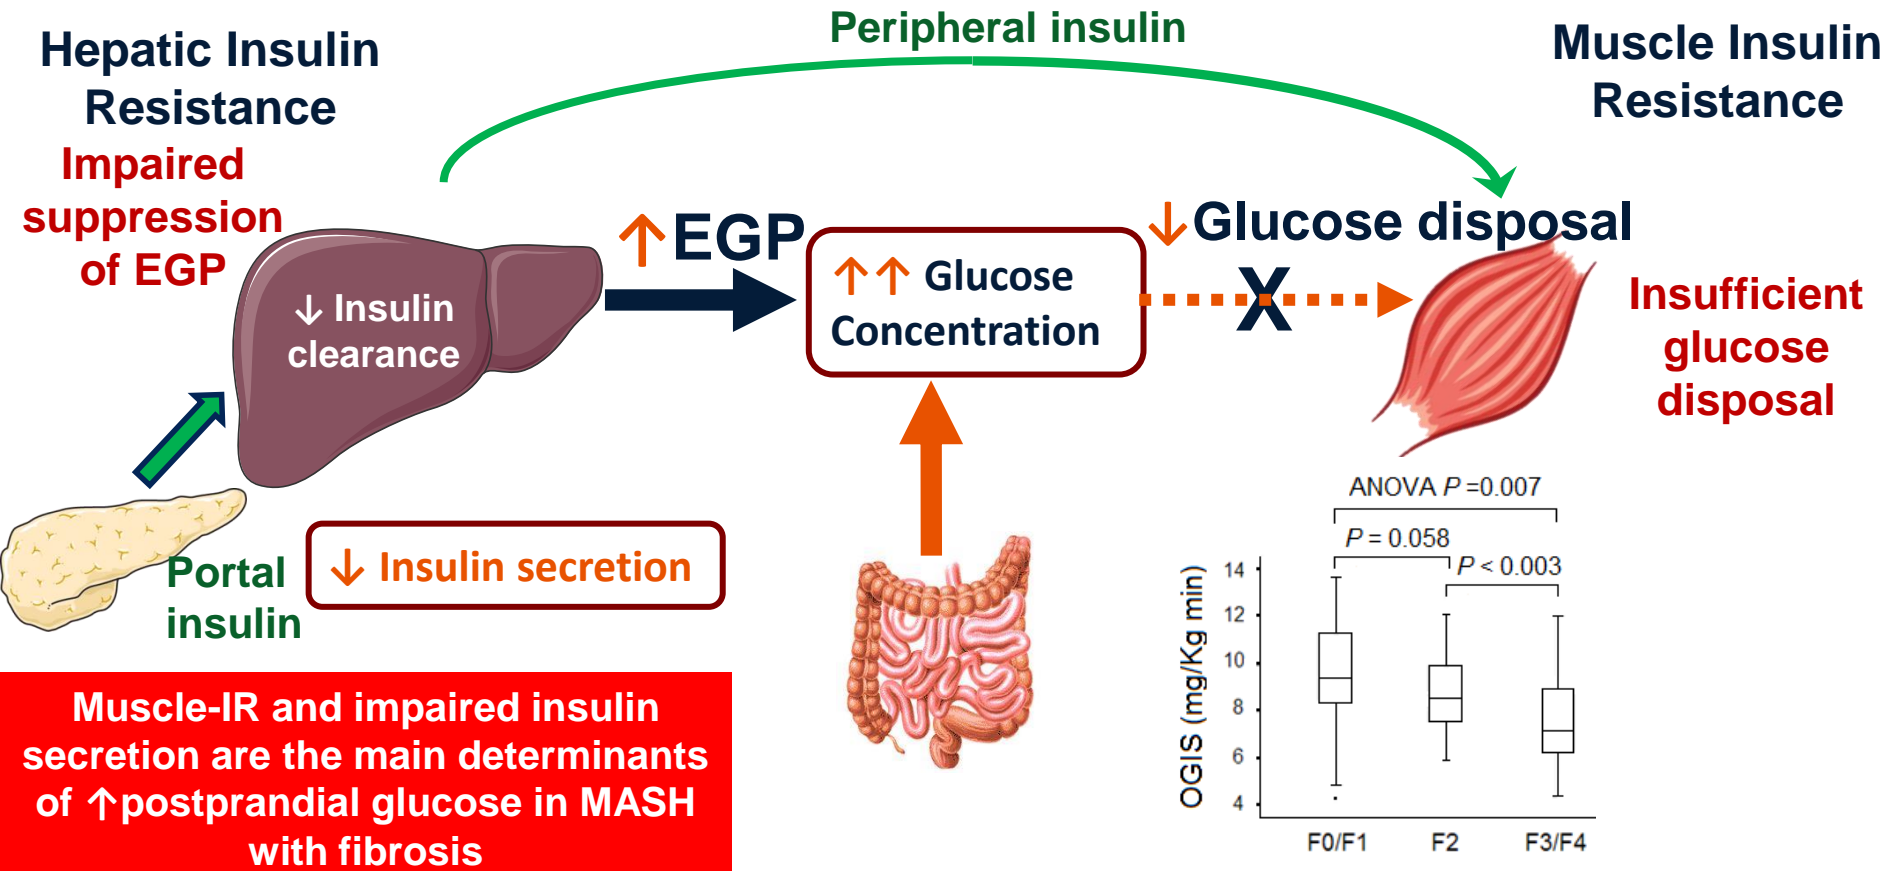 Peripheral insulin
Hepatic Insulin
Resistance
Impaired
suppression
of EGP
Muscle Insulin
Resistance
↓ Insulin
clearance
↑EGP
↑↑ Glucose
Concentration
↓Glucose disposal
X
Insufficient
glucose
disposal
Portal
insulin
↓ Insulin secretion
Muscle-IR and impaired insulin
secretion are the main determinants
of ↑postprandial glucose in MASH
with fibrosis
ANOVA P =0.007
P = 0.058
P < 0.003
OGIS (mg/Kg min)
14
12
10
8
6
4
F0/F1 F2 F3/F4